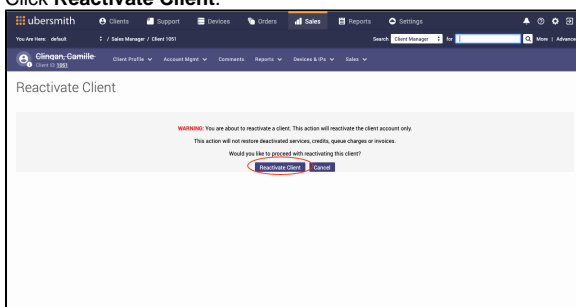 Click Reactivate Client.
ubersmith Clients Support Devices Orders Sales Reports Settings
You Are Here: default / Sales Manager / Client 1051 Search Client Manager for More | Advance
Clingan, Camille
Client ID: 1051
Client Profile Account Mgmt Comments Reports Devices & IPs Sales
Reactivate Client
WARNING: You are about to reactivate a client. This action will reactivate the client account only.
This action will not restore deactivated services, credits, queue charges or invoices.
Would you like to proceed with reactivating this client?
Reactivate Client Cancel